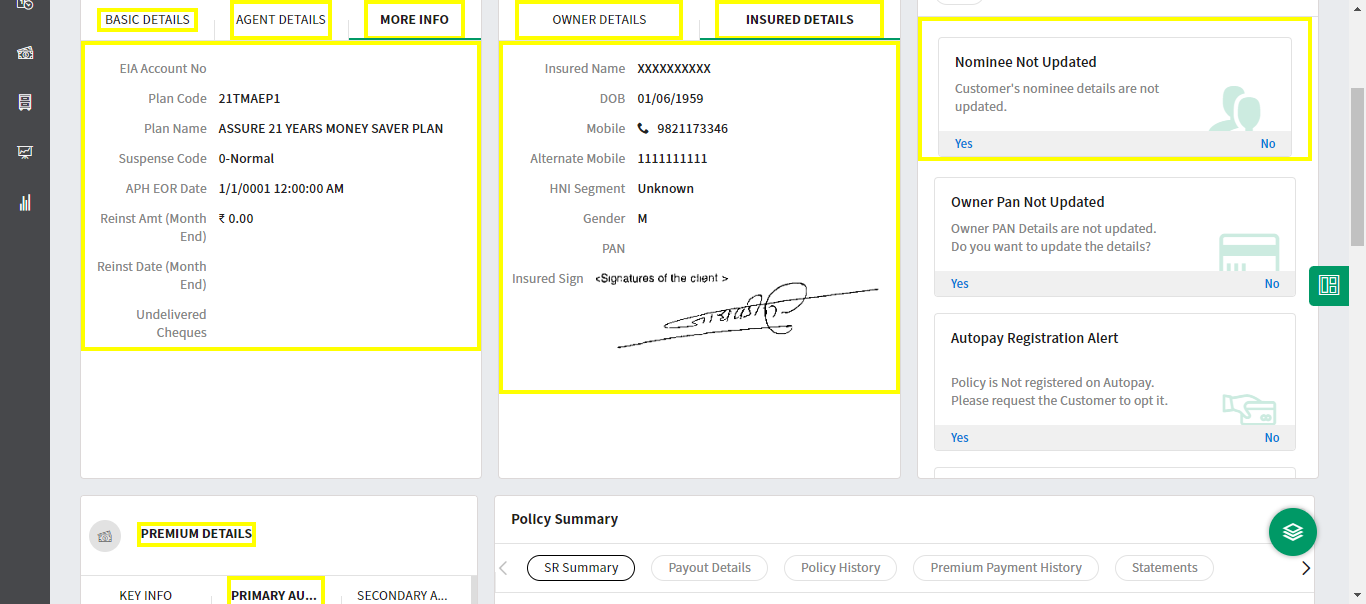 BASIC DETAILS
AGENT DETAILS
MORE INFO
EIA Account No
Plan Code 21TMAEP1
Plan Name ASSURE 21 YEARS MONEY SAVER PLAN
Suspense Code 0-Normal
APH EOR Date 1/1/0001 12:00:00 AM
Reinst Amt (Month ₹ 0.00
End)
Reinst Date (Month
End)
Undelivered
Cheques
OWNER DETAILS
INSURED DETAILS
Insured Name XXXXXXXXXX
DOB 01/06/1959
Mobile 9821173346
Alternate Mobile 1111111111
HNI Segment Unknown
Gender M
PAN
Insured Sign <Signatures of the client >
Nominee Not Updated
Customer's nominee details are not
updated.
Yes No
Owner Pan Not Updated
Owner PAN Details are not updated.
Do you want to update the details?
Yes No
Autopay Registration Alert
Policy is Not registered on Autopay.
Please request the Customer to opt it.
Yes No
PREMIUM DETAILS
KEY INFO
PRIMARY AU...
SECONDARY A...
Policy Summary
SR Summary
Payout Details
Policy History
Premium Payment History
Statements